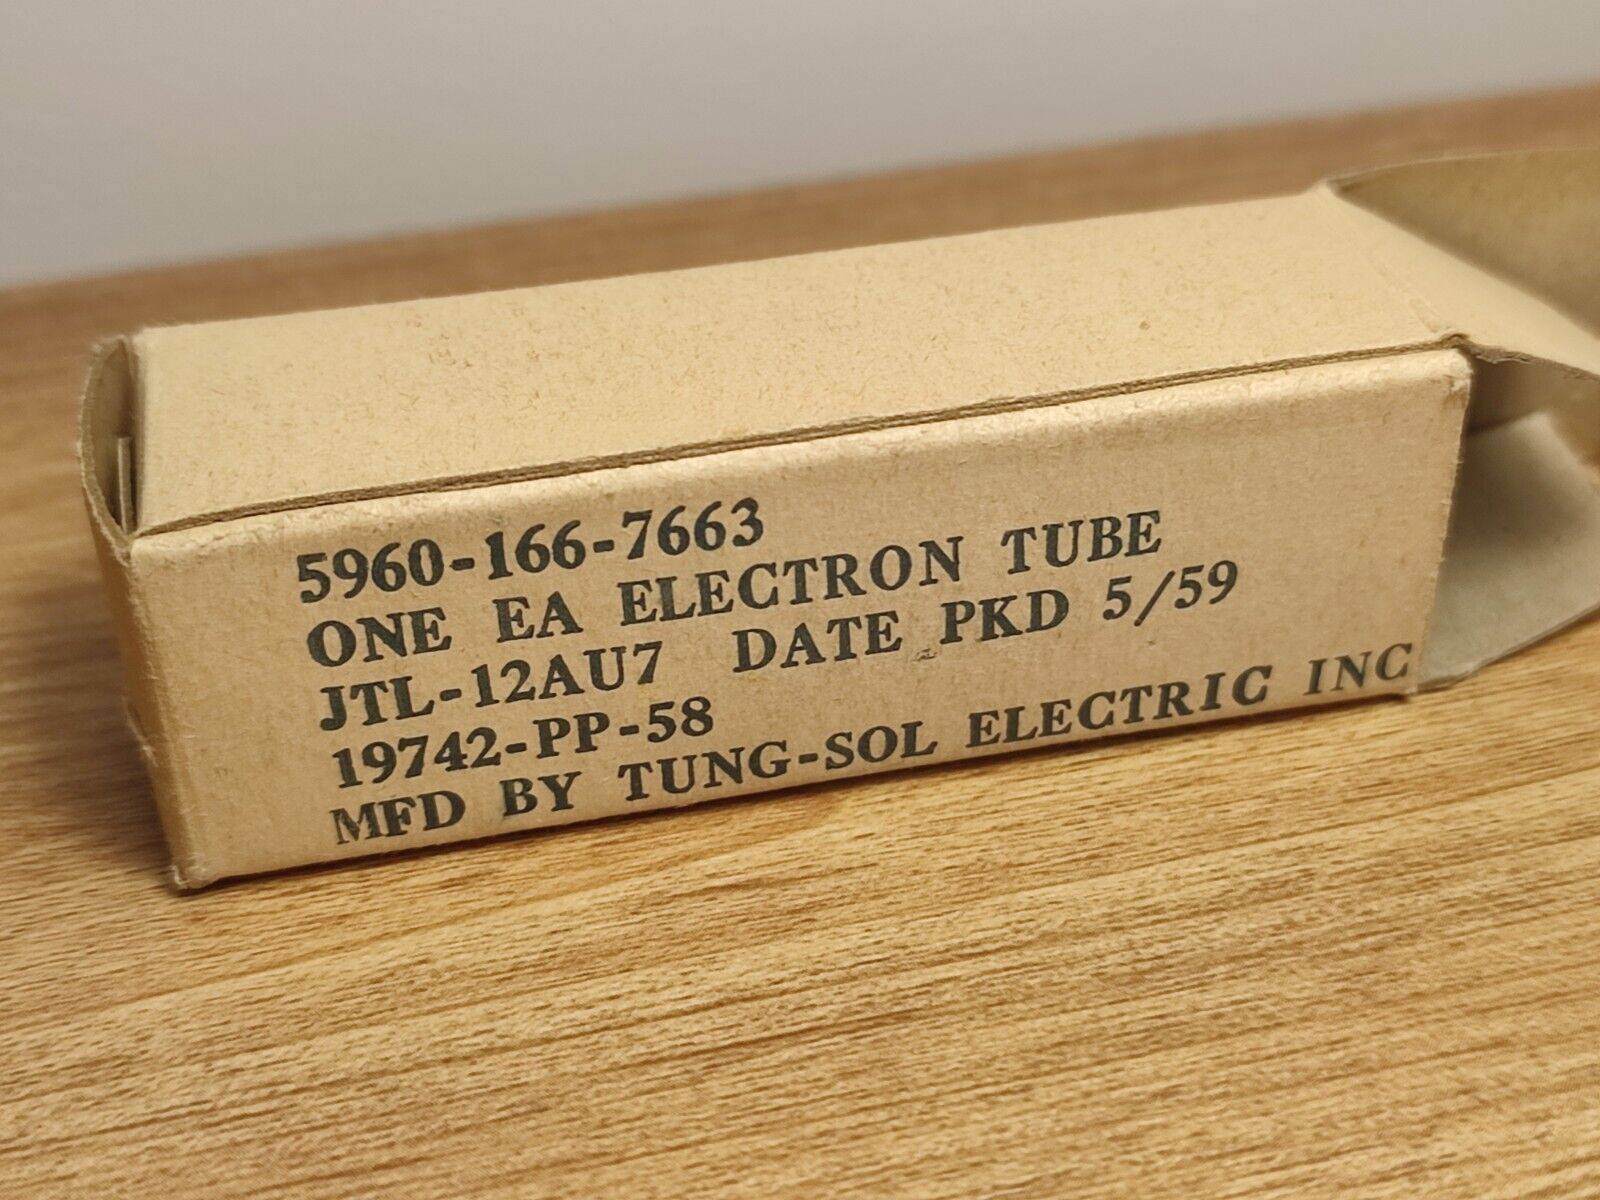 5960-166-7663
ONE EA ELECTRON TUBE
JTL-12AU7 DATE PKD 5/59
19742-PP-58
MFD BY TUNG-SOL ELECTRIC INC